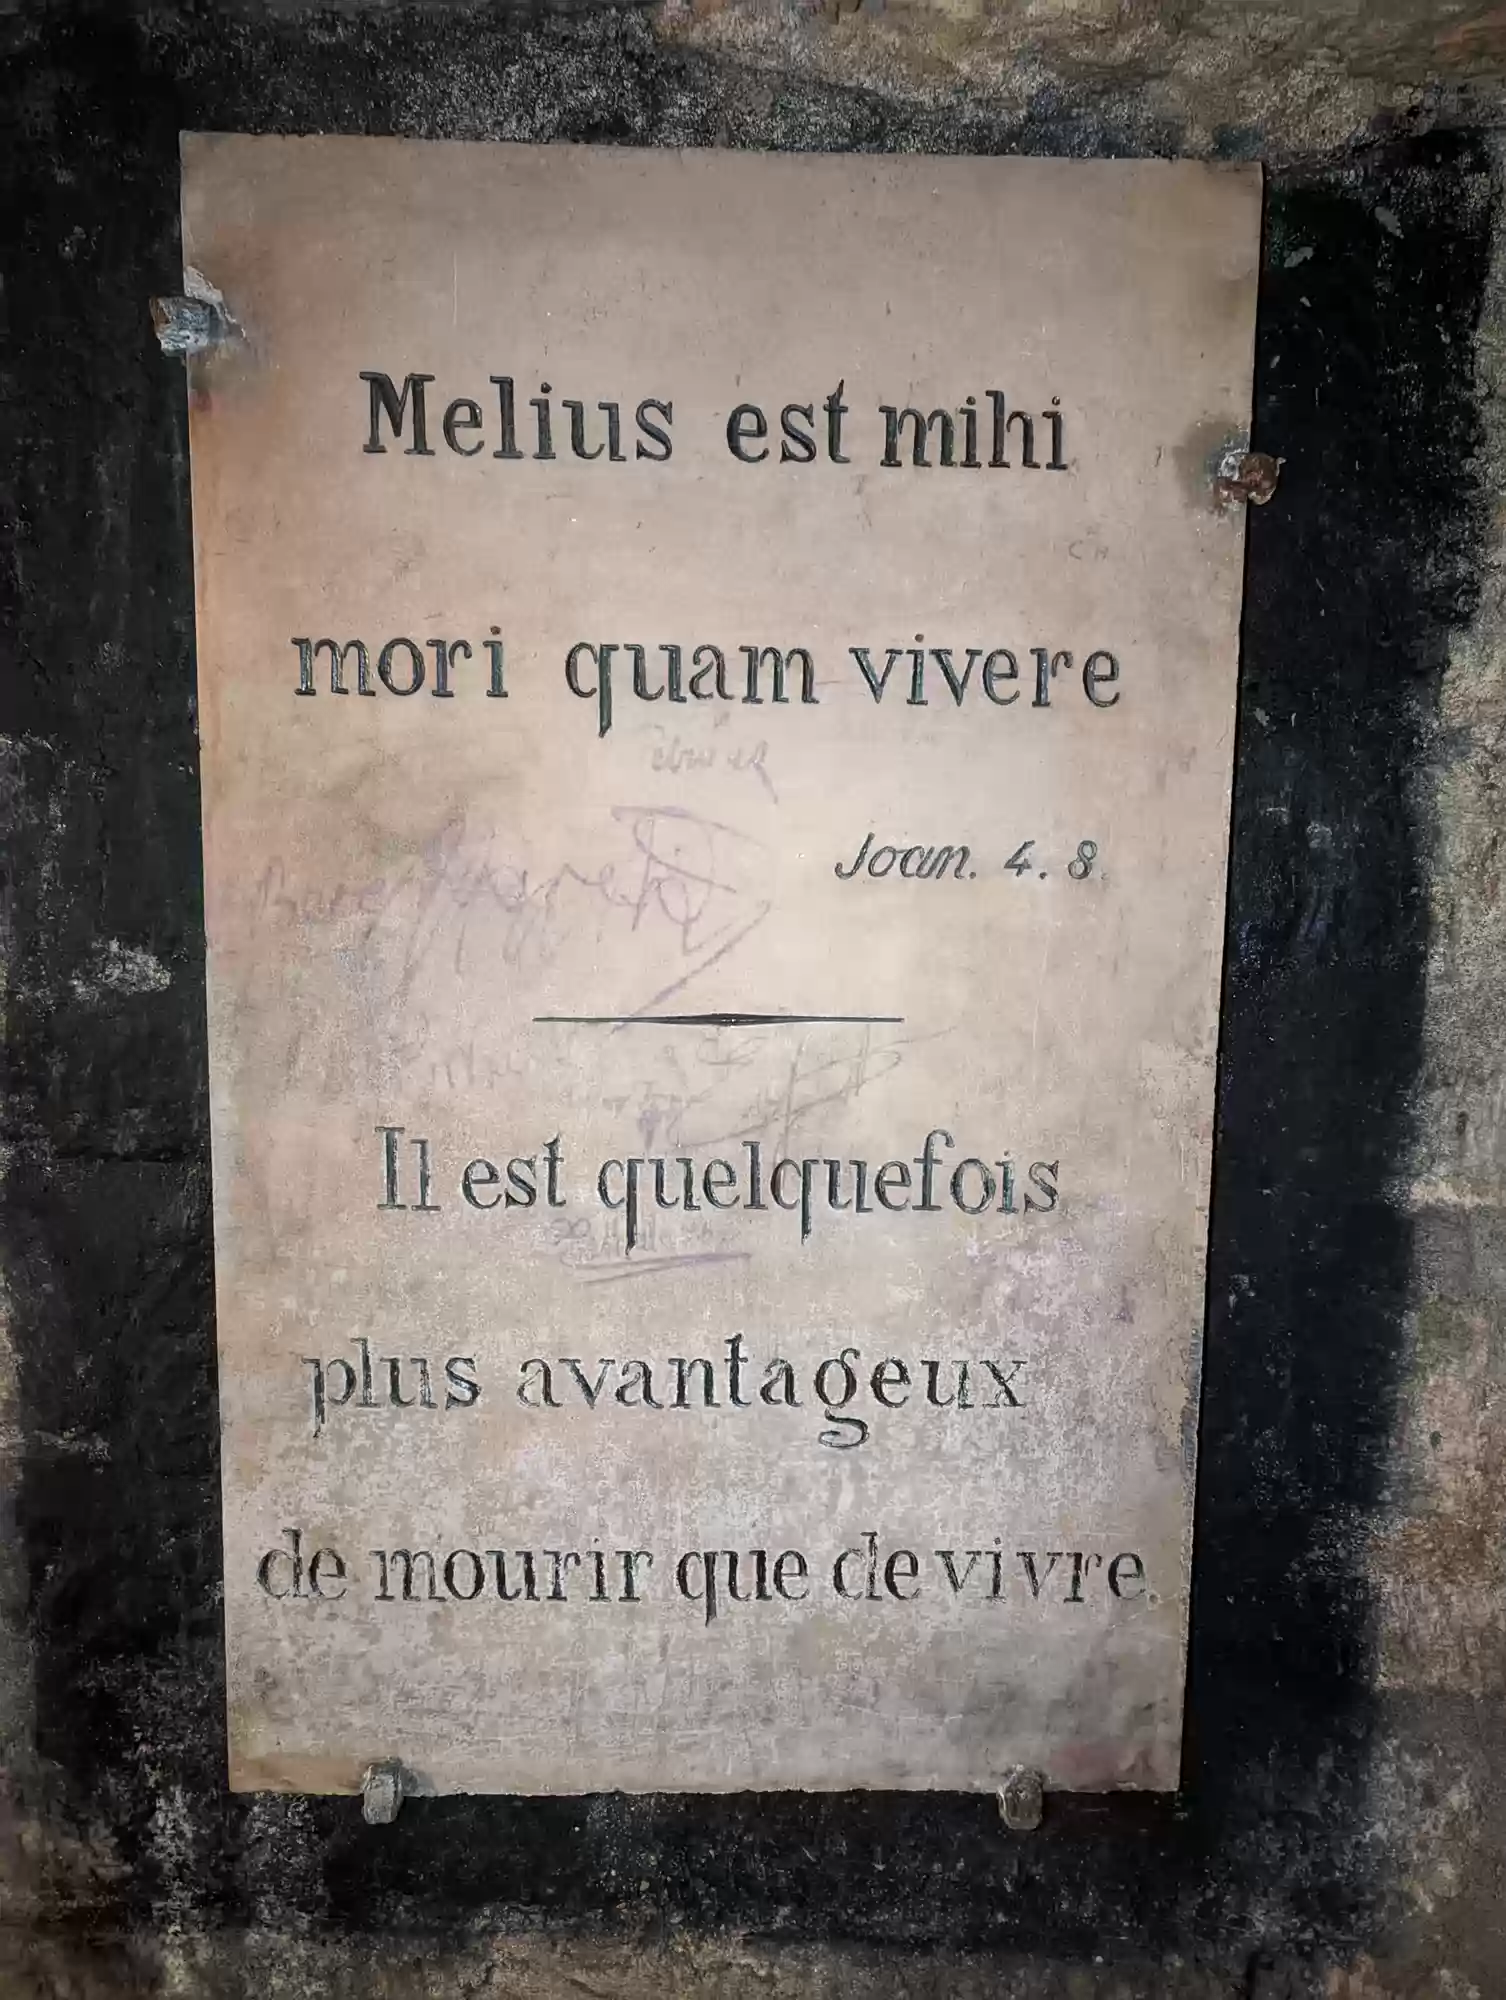 Melius est mihi
mori quam vivere
Joan. 4. 8.
Il est quelquefois
plus avantageux
de mourir que de vivre.